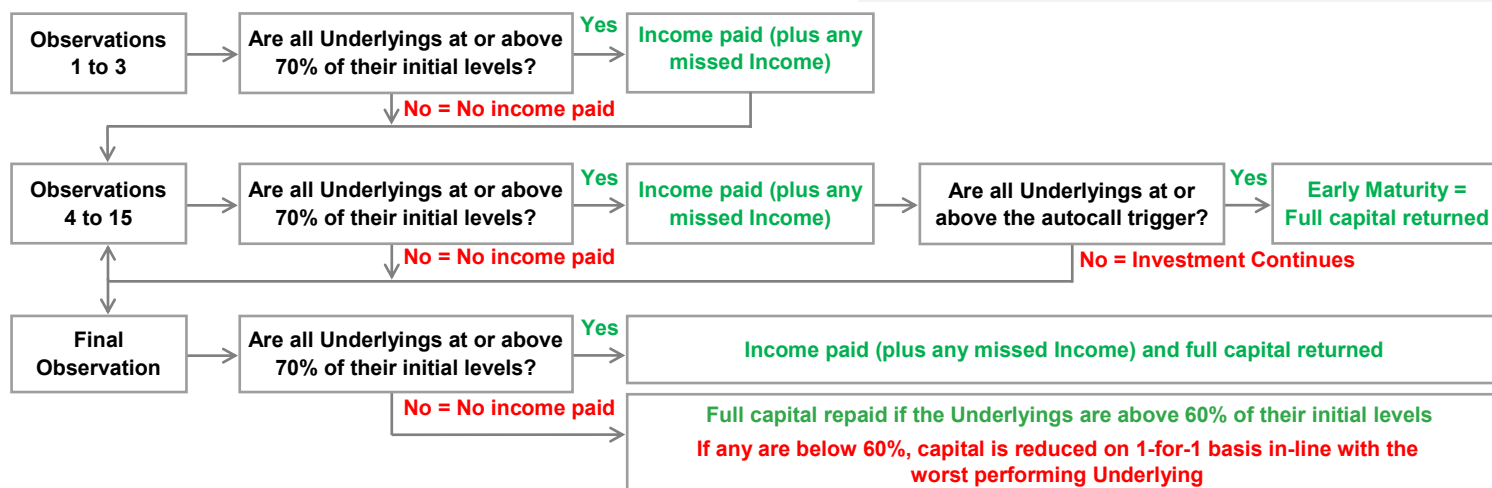 Observations
1 to 3
Are all Underlyings at or above
70% of their initial levels?
Yes
Income paid (plus any
missed Income)
No = No income paid
Observations
4 to 15
Are all Underlyings at or above
70% of their initial levels?
Yes
Income paid (plus any
missed Income)
Are all Underlyings at or
above the autocall trigger?
Yes
Early Maturity =
Full capital returned
No = No income paid
No = Investment Continues
Final
Observation
Are all Underlyings at or above
70% of their initial levels?
Yes
Income paid (plus any missed Income) and full capital returned
No = No income paid
Full capital repaid if the Underlyings are above 60% of their initial levels
If any are below 60%, capital is reduced on 1-for-1 basis in-line with the
worst performing Underlying